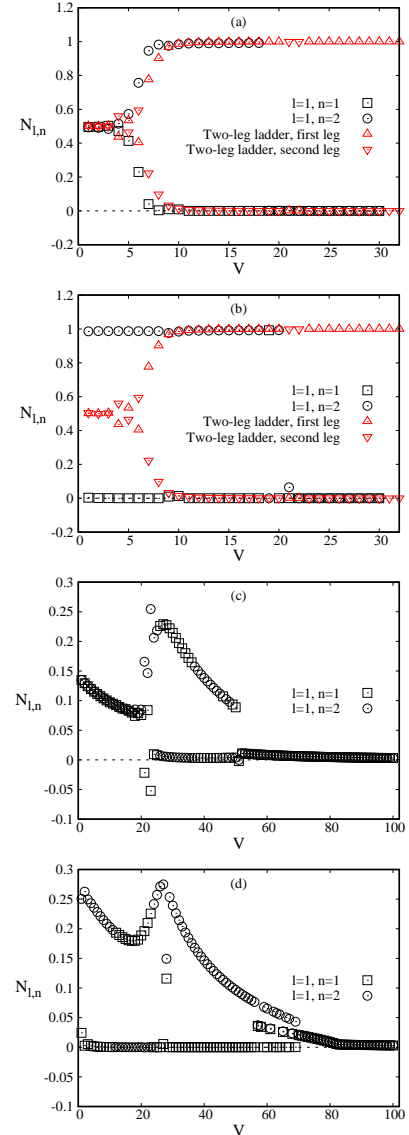 (a)
1.2
1
0.8
0.6
0.4
0.2
0
-0.2
N_{l,n}
l=1, n=1
l=1, n=2
Two-leg ladder, first leg
Two-leg ladder, second leg
0 5 10 15 20 25 30
V
(b)
1.2
1
0.8
0.6
0.4
0.2
0
-0.2
N_{l,n}
l=1, n=1
l=1, n=2
Two-leg ladder, first leg
Two-leg ladder, second leg
0 5 10 15 20 25 30
V
(c)
0.3
0.25
0.2
0.15
0.1
0.05
0
-0.05
-0.1
N_{l,n}
l=1, n=1
l=1, n=2
0 20 40 60 80 100
V
(d)
0.3
0.25
0.2
0.15
0.1
0.05
0
-0.05
-0.1
N_{l,n}
l=1, n=1
l=1, n=2
0 20 40 60 80 100
V